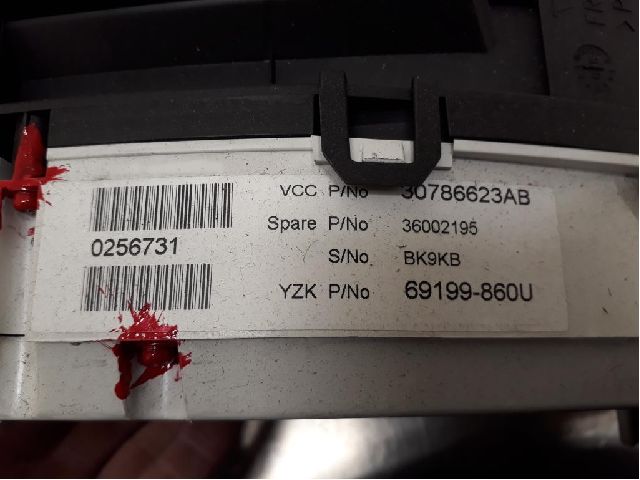 VCC P/No 30786623AB
Spare P/No 36002195
0256731
S/No BK9KB
YZK P/No 69199-860U